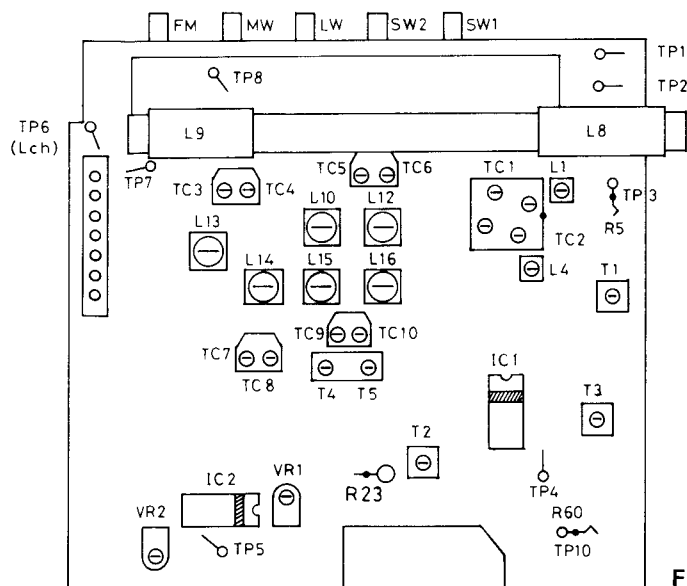 FM MW LW SW2 SW1
TP1
TP8
TP2
TP6
(Lch)
L9
L8
TP7
TC5 TC6
TC3 TC4
TC1
L1
TP3
L10 L12
R5
L13
TC2
L14 L15 L16
L4
T1
TC9 TC10
TC7
TC8
T4 T5
IC1
T3
T2
VR1
IC2
R23
TP4
VR2
R60
TP5
TP10
F